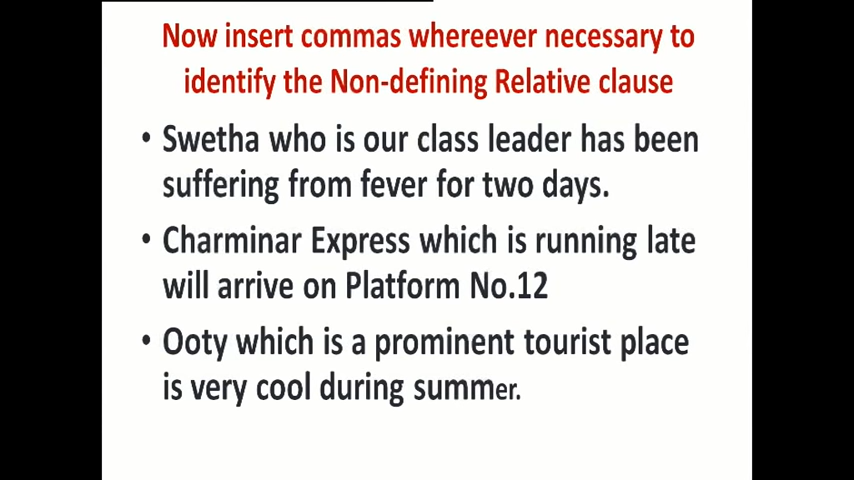 Now insert commas whereever necessary to
identify the Non-defining Relative clause
• Swetha who is our class leader has been
suffering from fever for two days.
• Charminar Express which is running late
will arrive on Platform No.12
• Ooty which is a prominent tourist place
is very cool during summer.